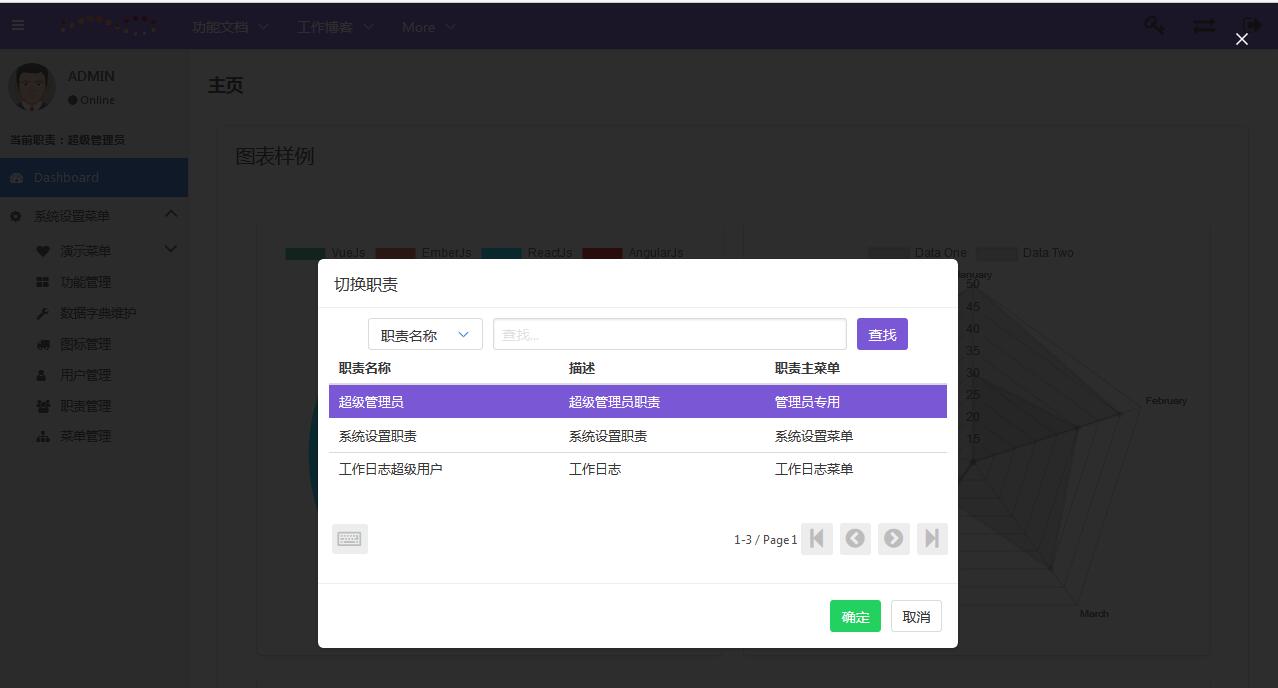 功能文档 工作博客 More
ADMIN
Online
当前职责：超级管理员
Dashboard
系统设置菜单
演示菜单
功能管理
数据字典维护
图标管理
用户管理
职责管理
菜单管理
主页
图表样例
VueJs EmberJs ReactJs AngularJs
Data One Data Two
January
50
45
40
35
30
25
20
15
February
March
切换职责
职责名称 查找... 查找
职责名称 描述 职责主菜单
超级管理员 超级管理员职责 管理员专用
系统设置职责 系统设置职责 系统设置菜单
工作日志超级用户 工作日志 工作日志菜单
1-3 / Page 1
确定 取消